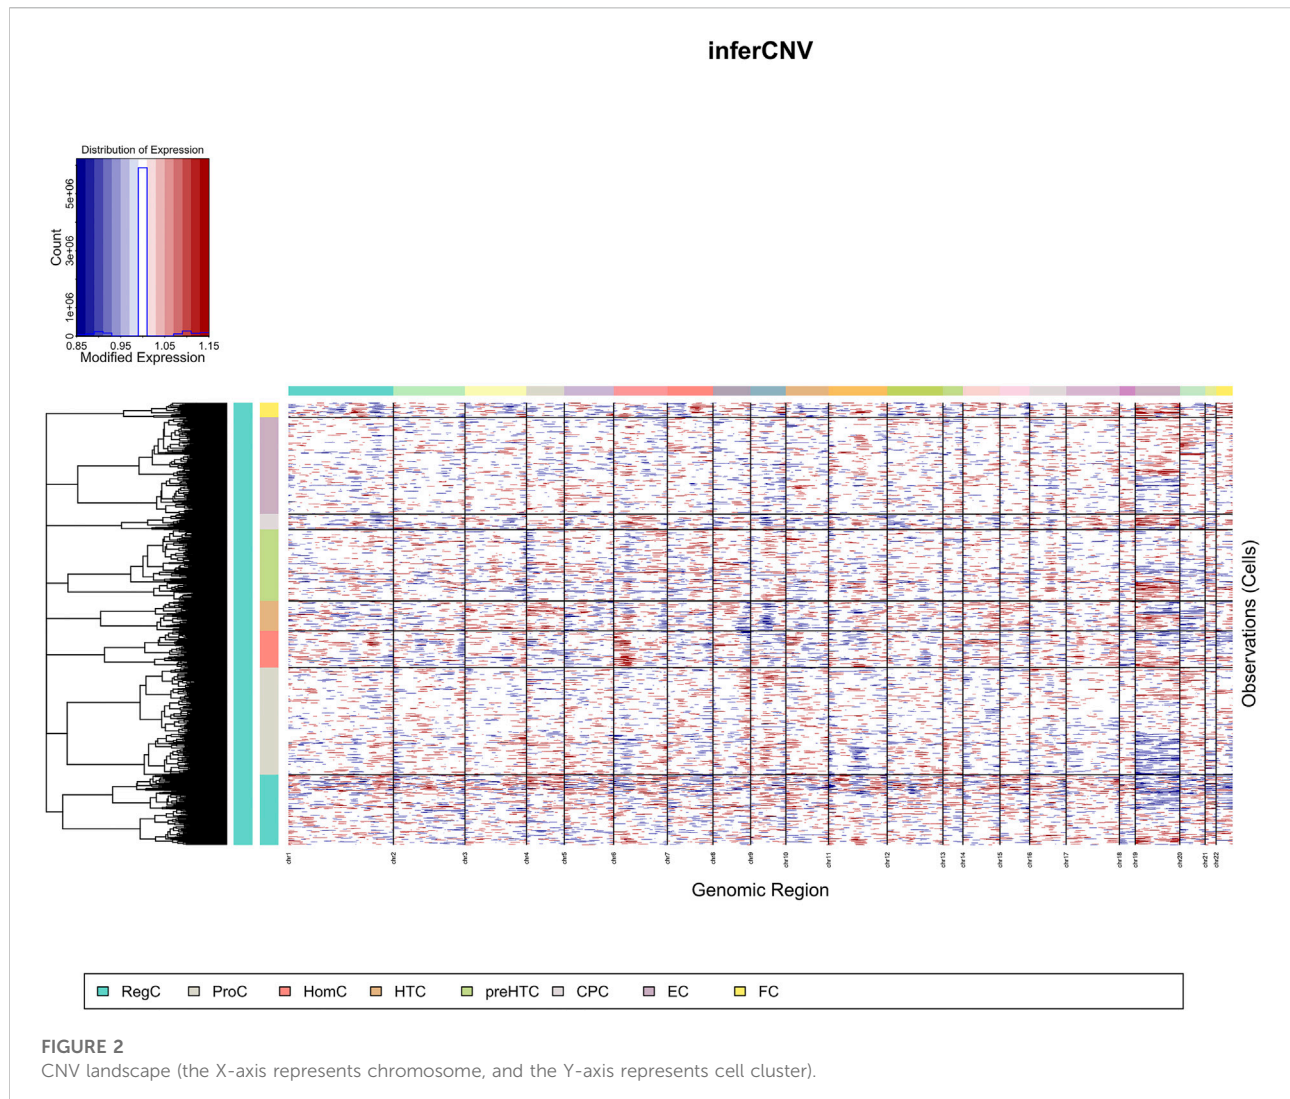 inferCNV
Distribution of Expression
Count
0 1e+06 3e+06 5e+06
0.85 0.95 1.05 1.15
Modified Expression
Observations (Cells)
chr1 chr2 chr3 chr4 chr5 chr6 chr7 chr8 chr9 chr10 chr11 chr12 chr13 chr14 chr15 chr16 chr17 chr18 chr19 chr20 chr21 chr22
Genomic Region
RegC ProC HomC HTC preHTC CPC EC FC
FIGURE 2
CNV landscape (the X-axis represents chromosome, and the Y-axis represents cell cluster).